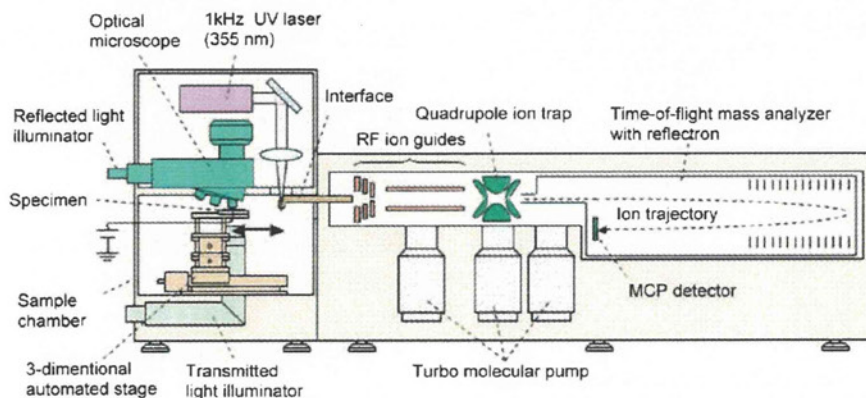 Optical
microscope
1kHz UV laser
(355 nm)
Reflected light
illuminator
Interface
Quadrupole ion trap
RF ion guides
Time-of-flight mass analyzer
with reflectron
Specimen
Ion trajectory
MCP detector
Sample
chamber
3-dimentional
automated stage
Transmitted
light illuminator
Turbo molecular pump